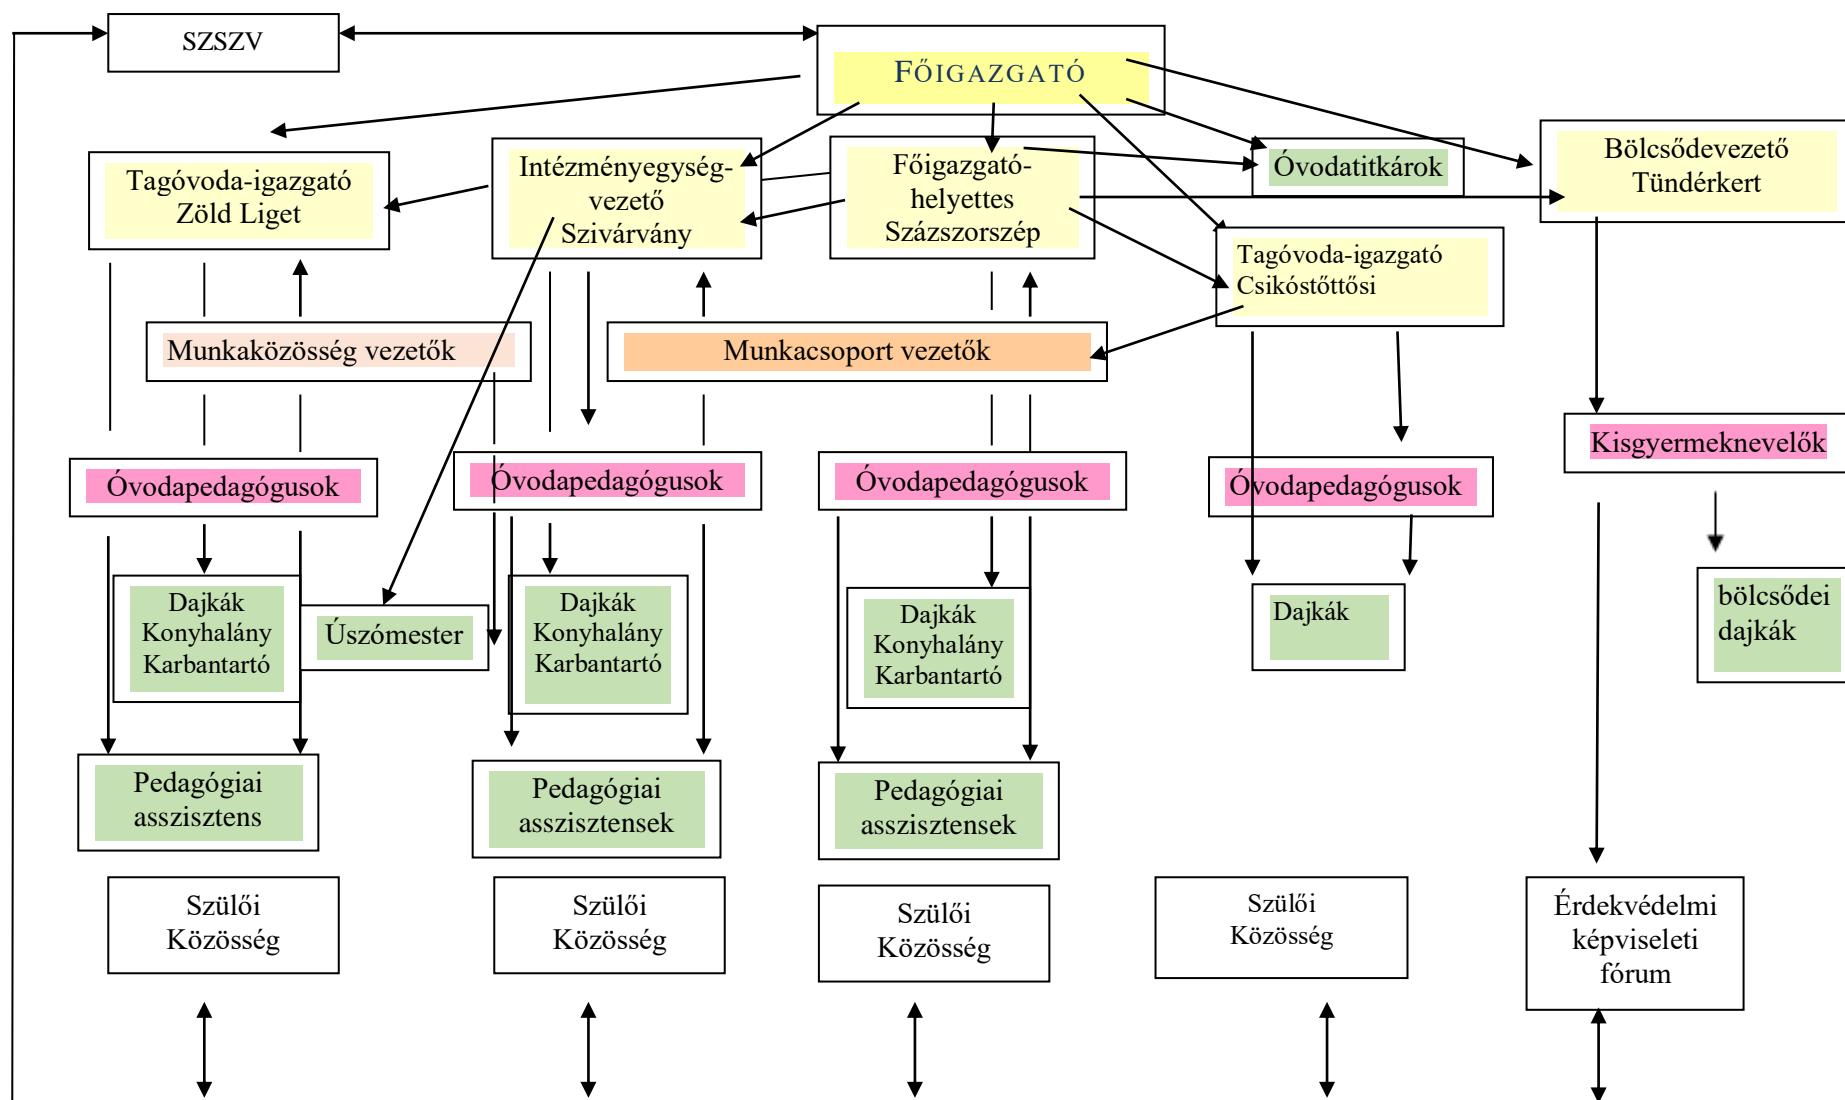 SZSZV
FŐIGAZGATÓ
Tagóvoda-igazgató
Zöld Liget
Intézményegység-
vezető
Szivárvány
Főigazgató-
helyettes
Százszorszép
Óvodatitkárok
Bölcsődevezető
Tündérkert
Tagóvoda-igazgató
Csikóstőttősi
Munkaközösség vezetők
Munkacsoport vezetők
Kisgyermeknevelők
Óvodapedagógusok
Óvodapedagógusok
Óvodapedagógusok
Óvodapedagógusok
Dajkák
Konyhalány
Karbantartó
Úszómester
Dajkák
Konyhalány
Karbantartó
Dajkák
Konyhalány
Karbantartó
Dajkák
bölcsődei
dajkák
Pedagógiai
asszisztens
Pedagógiai
asszisztensek
Pedagógiai
asszisztensek
Szülői
Közösség
Szülői
Közösség
Szülői
Közösség
Szülői
Közösség
Érdekvédelmi
képviseleti
fórum